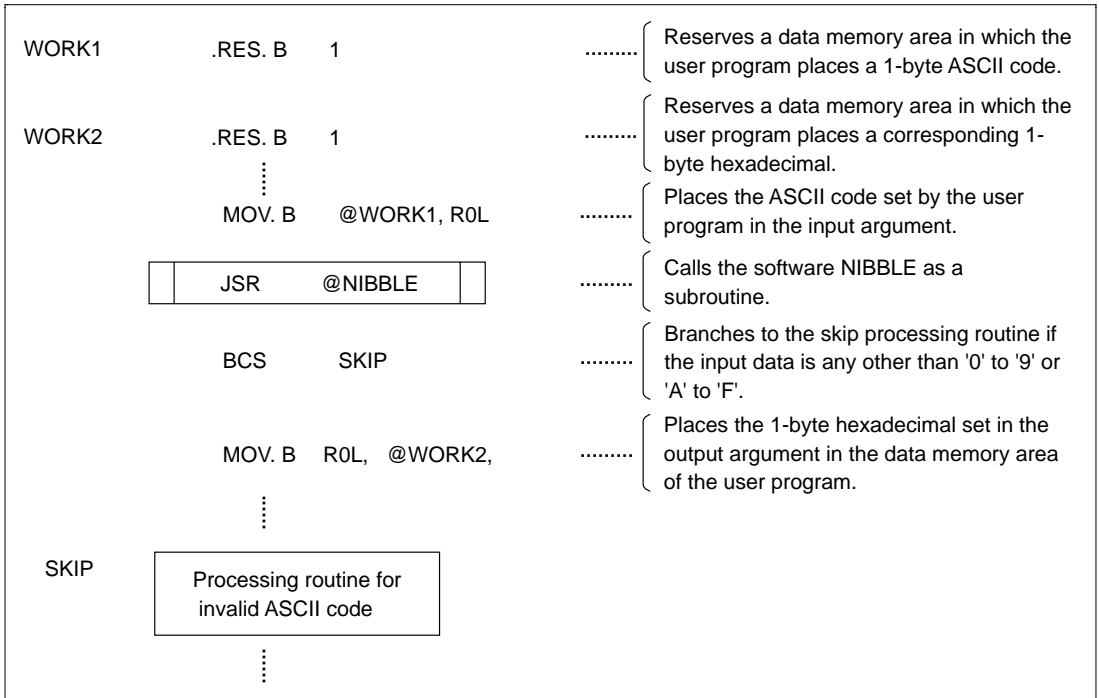 WORK1 .RES. B 1 ......... Reserves a data memory area in which the
user program places a 1-byte ASCII code.
WORK2 .RES. B 1 ......... Reserves a data memory area in which the
user program places a corresponding 1-
byte hexadecimal.
MOV. B @WORK1, R0L ......... Places the ASCII code set by the user
program in the input argument.
JSR @NIBBLE ......... Calls the software NIBBLE as a
subroutine.
BCS SKIP ......... Branches to the skip processing routine if
the input data is any other than '0' to '9' or
'A' to 'F'.
MOV. B R0L, @WORK2, ......... Places the 1-byte hexadecimal set in the
output argument in the data memory area
of the user program.
SKIP Processing routine for
invalid ASCII code